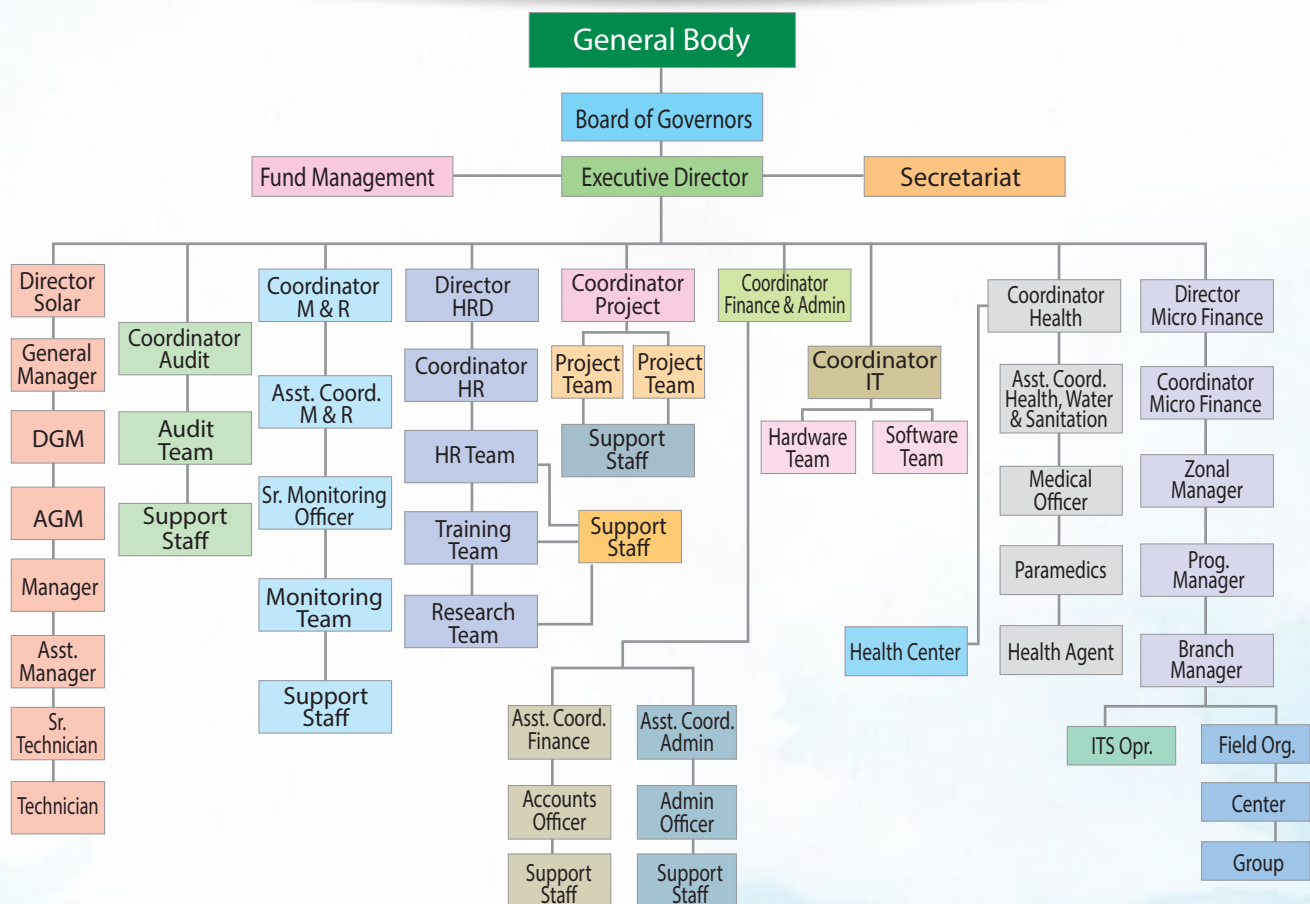 General Body
Board of Governors
Fund Management
Executive Director
Secretariat
Director
Solar
General
Manager
DGM
AGM
Manager
Asst.
Manager
Sr.
Technician
Technician
Coordinator
Audit
Audit
Team
Support
Staff
Coordinator
M & R
Asst. Coord.
M & R
Sr. Monitoring
Officer
Monitoring
Team
Support
Staff
Director
HRD
Coordinator
HR
HR Team
Training
Team
Research
Team
Support
Staff
Coordinator
Project
Project
Team
Project
Team
Support
Staff
Coordinator
Finance & Admin
Asst. Coord.
Finance
Accounts
Officer
Support
Staff
Asst. Coord.
Admin
Admin
Officer
Support
Staff
Coordinator
IT
Hardware
Team
Software
Team
Coordinator
Health
Asst. Coord.
Health, Water
& Sanitation
Medical
Officer
Paramedics
Health Agent
Health Center
Director
Micro Finance
Coordinator
Micro Finance
Zonal
Manager
Prog.
Manager
Branch
Manager
ITS Opr.
Field Org.
Center
Group